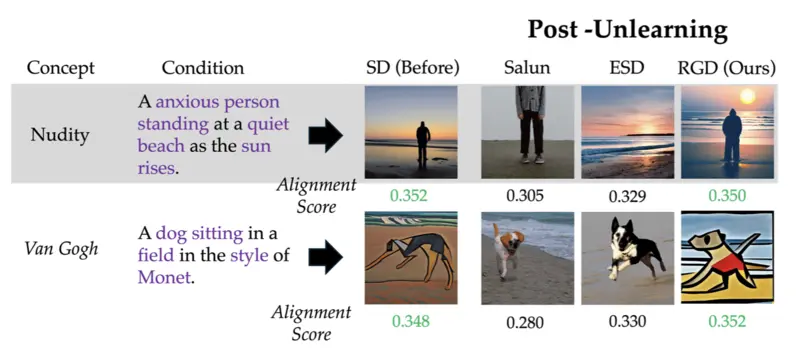 Post -Unlearning
Concept Condition SD (Before) Salun ESD RGD (Ours)
Nudity
A anxious person
standing at a quiet
beach as the sun
rises.
Alignment
Score
0.352 0.305 0.329 0.350
Van Gogh
A dog sitting in a
field in the style of
Monet.
Alignment
Score
0.348 0.280 0.330 0.352